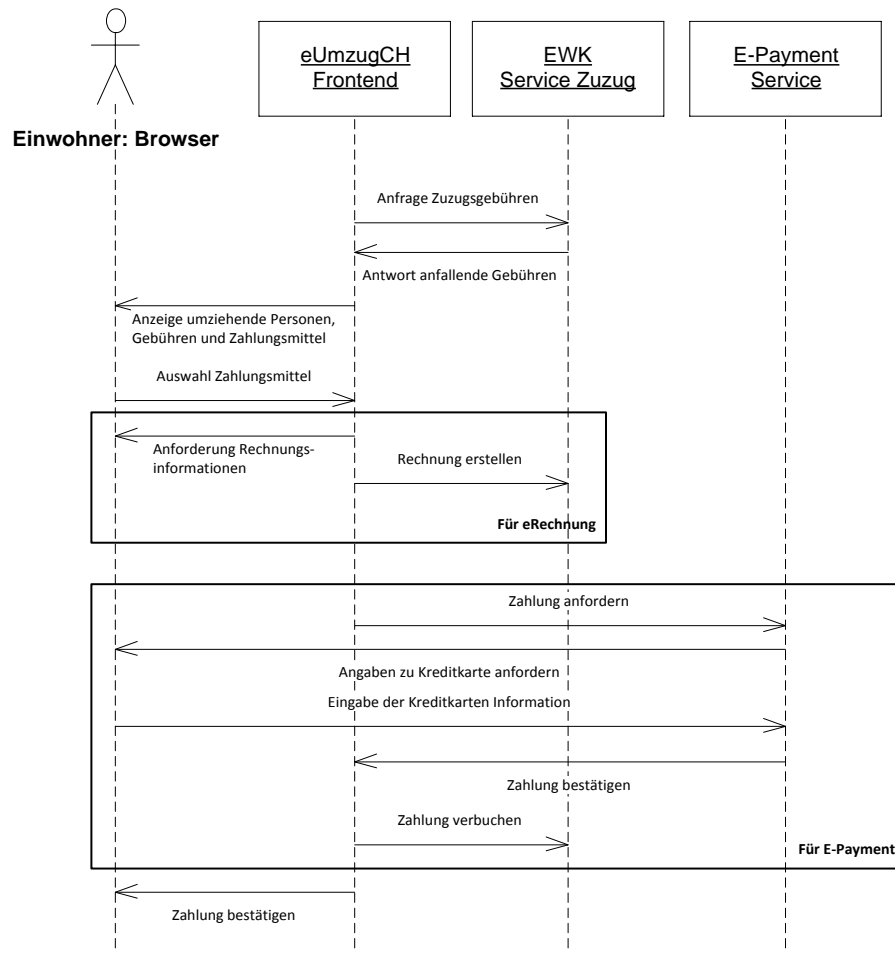 eUmzugCH
Frontend
EWK
Service Zuzug
E-Payment
Service
Einwohner: Browser
Anfrage Zuzugsgebühren
Antwort anfallende Gebühren
Anzeige umziehende Personen,
Gebühren und Zahlungsmittel
Auswahl Zahlungsmittel
Anforderung Rechnungs-
informationen
Rechnung erstellen
Für eRechnung
Zahlung anfordern
Angaben zu Kreditkarte anfordern
Eingabe der Kreditkarten Information
Zahlung bestätigen
Zahlung verbuchen
Für E-Payment
Zahlung bestätigen